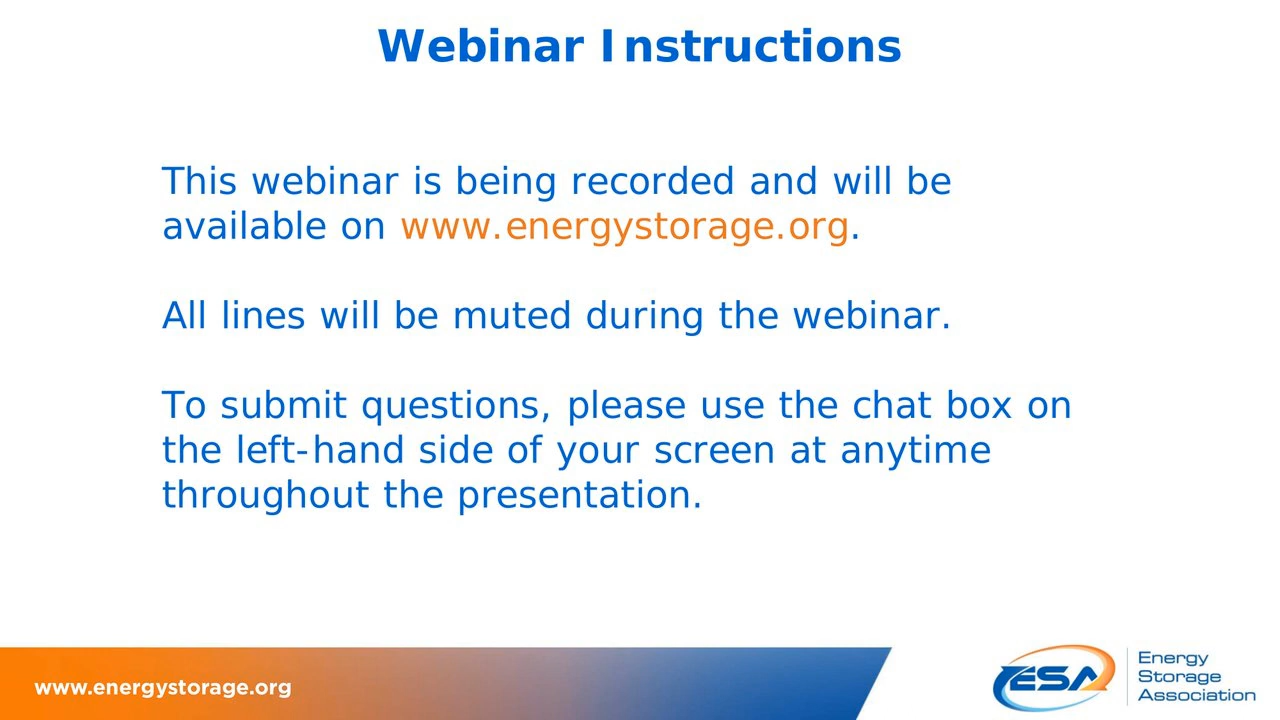 Webinar Instructions
This webinar is being recorded and will be
available on www.energystorage.org.
All lines will be muted during the webinar.
To submit questions, please use the chat box on
the left-hand side of your screen at anytime
throughout the presentation.
www.energystorage.org
ESA
Energy
Storage
Association